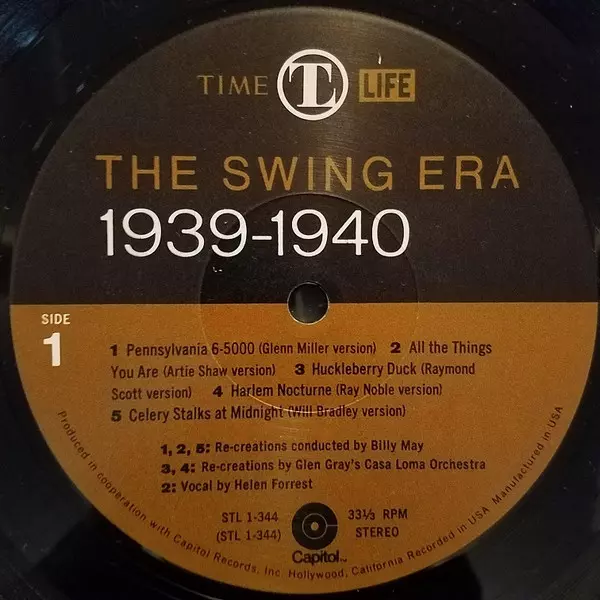 TIME TL LIFE
THE SWING ERA
1939-1940
SIDE
1
1 Pennsylvania 6-5000 (Glenn Miller version) 2 All the Things
You Are (Artie Shaw version) 3 Huckleberry Duck (Raymond
Scott version) 4 Harlem Nocturne (Ray Noble version)
5 Celery Stalks at Midnight (Will Bradley version)
1, 2, 5: Re-creations conducted by Billy May
3, 4: Re-creations by Glen Gray's Casa Loma Orchestra
2: Vocal by Helen Forrest
STL 1-344
(STL 1-344)
33⅓ RPM
STEREO
Capitol
Produced in cooperation with Capitol Records, Inc. Hollywood, California Recorded in USA Manufactured in USA